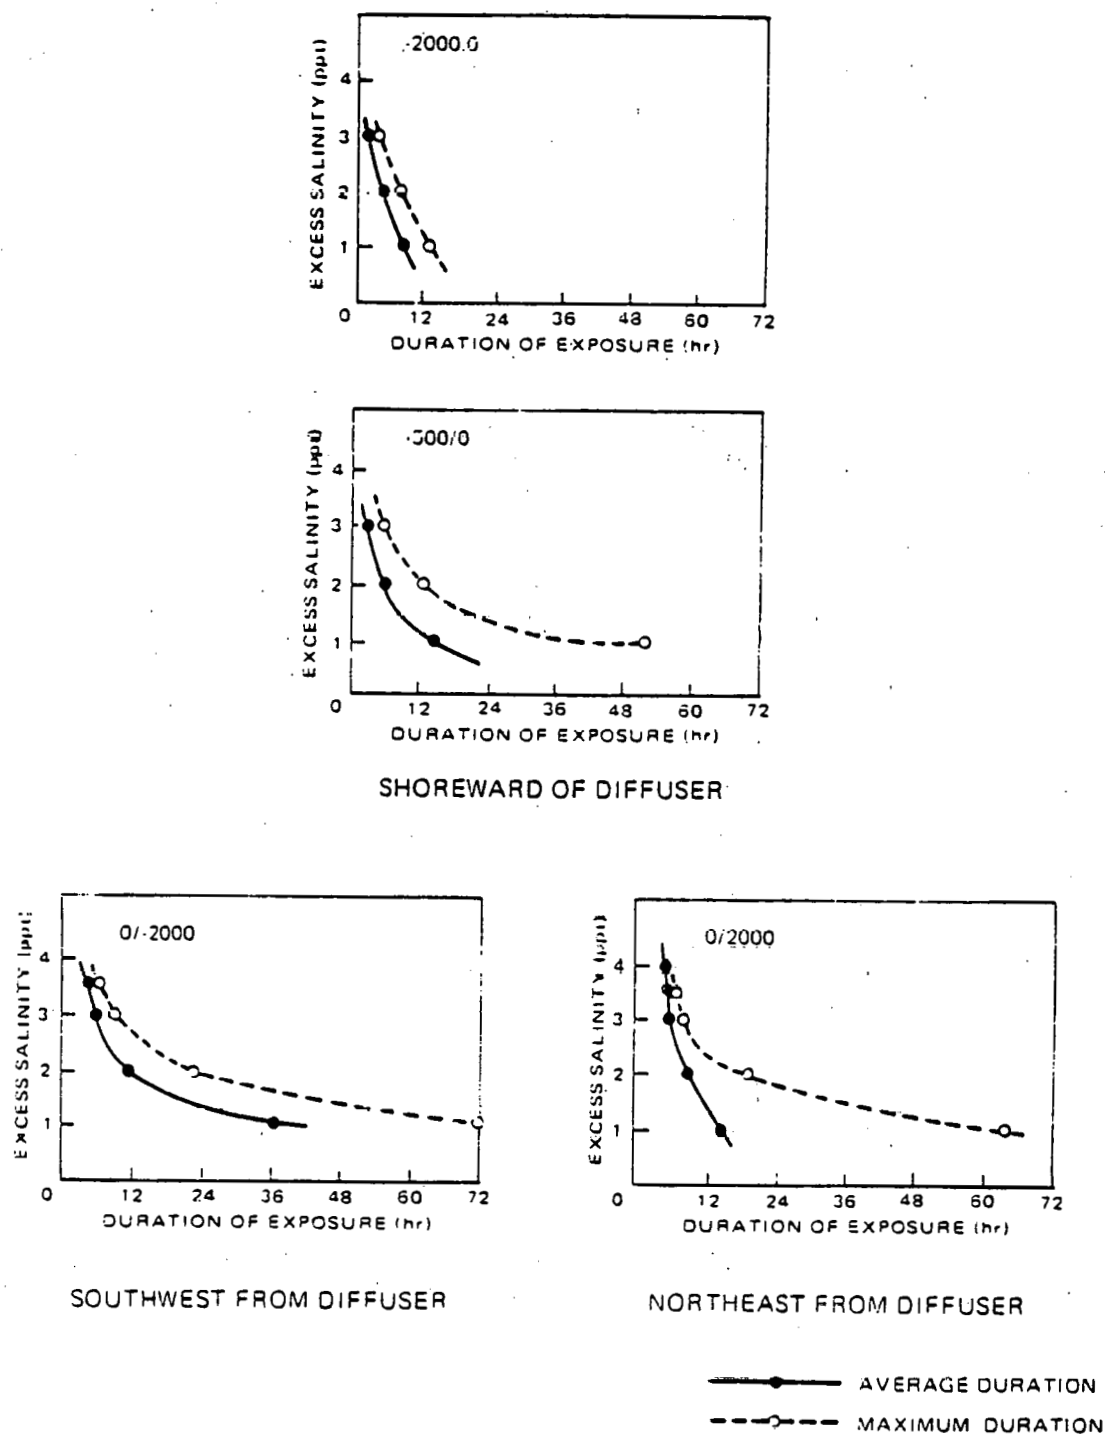 -2000.0
EXCESS SALINITY (ppt)
4
3
2
1
0 12 24 36 48 60 72
DURATION OF EXPOSURE (hr)
-500/0
EXCESS SALINITY (ppt)
4
3
2
1
0 12 24 36 48 60 72
DURATION OF EXPOSURE (hr)
SHOREWARD OF DIFFUSER
0/-2000
EXCESS SALINITY (ppt)
4
3
2
1
0 12 24 36 48 60 72
DURATION OF EXPOSURE (hr)
SOUTHWEST FROM DIFFUSER
0/2000
EXCESS SALINITY (ppt)
4
3
2
1
0 12 24 36 48 60 72
DURATION OF EXPOSURE (hr)
NORTHEAST FROM DIFFUSER
AVERAGE DURATION
MAXIMUM DURATION